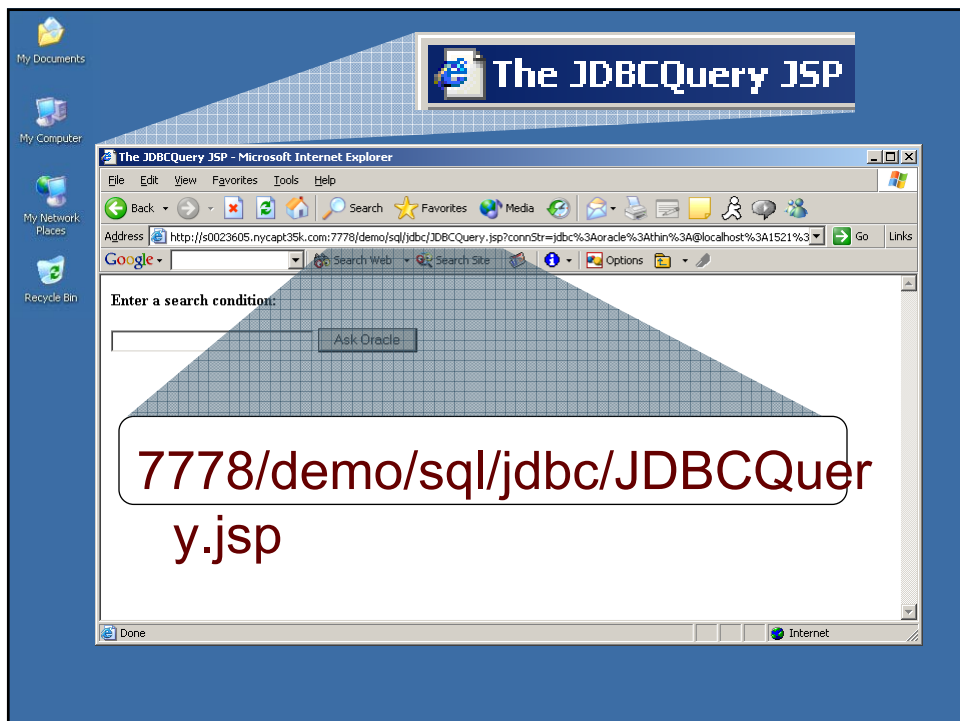 My Documents
The JDBCQuery JSP
My Computer
The JDBCQuery JSP - Microsoft Internet Explorer
File Edit View Favorites Tools Help
Back Search Favorites Media
My Network
Places
Address http://s0023605.nycapt35k.com:7778/demo/sql/jdbc/JDBCQuery.jsp?connStr=jdbc%3Aoracle%3Athin%3A@localhost%3A1521%3 Go Links
Google Search Web Search Site Options
Recycle Bin
Enter a search condition:
Ask Oracle
7778/demo/sql/jdbc/JDBCQuer
y.jsp
Done Internet